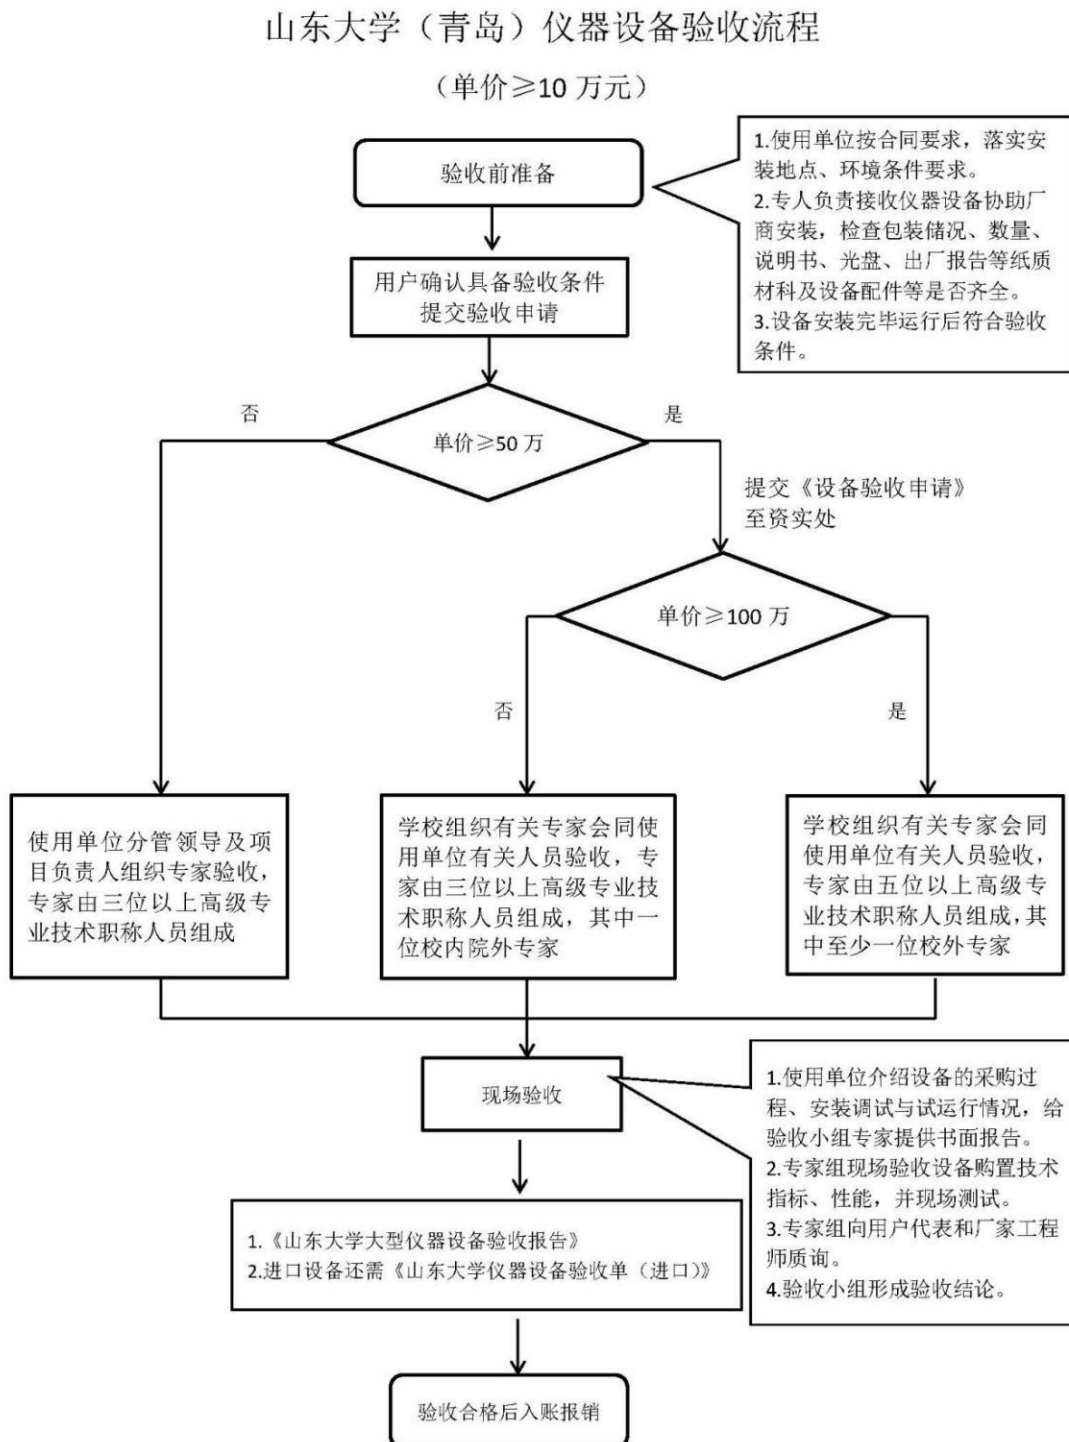 山东大学（青岛）仪器设备验收流程
（单价≥10 万元）
验收前准备
1.使用单位按合同要求，落实安
装地点、环境条件要求。
2.专人负责接收仪器设备协助厂
商安装，检查包装储况、数量、
说明书、光盘、出厂报告等纸质
材料及设备配件等是否齐全。
3.设备安装完毕运行后符合验收
条件。
用户确认具备验收条件
提交验收申请
否
单价≥50 万
是
提交《设备验收申请》
至资实处
单价≥100 万
否
是
使用单位分管领导及项
目负责人组织专家验收，
专家由三位以上高级专
业技术职称人员组成
学校组织有关专家会同使
用单位有关人员验收，专
家由三位以上高级专业技
术职称人员组成，其中一
位校内院外专家
学校组织有关专家会同
使用单位有关人员验收，
专家由五位以上高级专
业技术职称人员组成，其
中至少一位校外专家
现场验收
1.使用单位介绍设备的采购过
程、安装调试与试运行情况，给
验收小组专家提供书面报告。
2.专家组现场验收设备购置技术
指标、性能，并现场测试。
3.专家组向用户代表和厂家工程
师质询。
4.验收小组形成验收结论。
1.《山东大学大型仪器设备验收报告》
2.进口设备还需《山东大学仪器设备验收单（进口）》
验收合格后入账报销